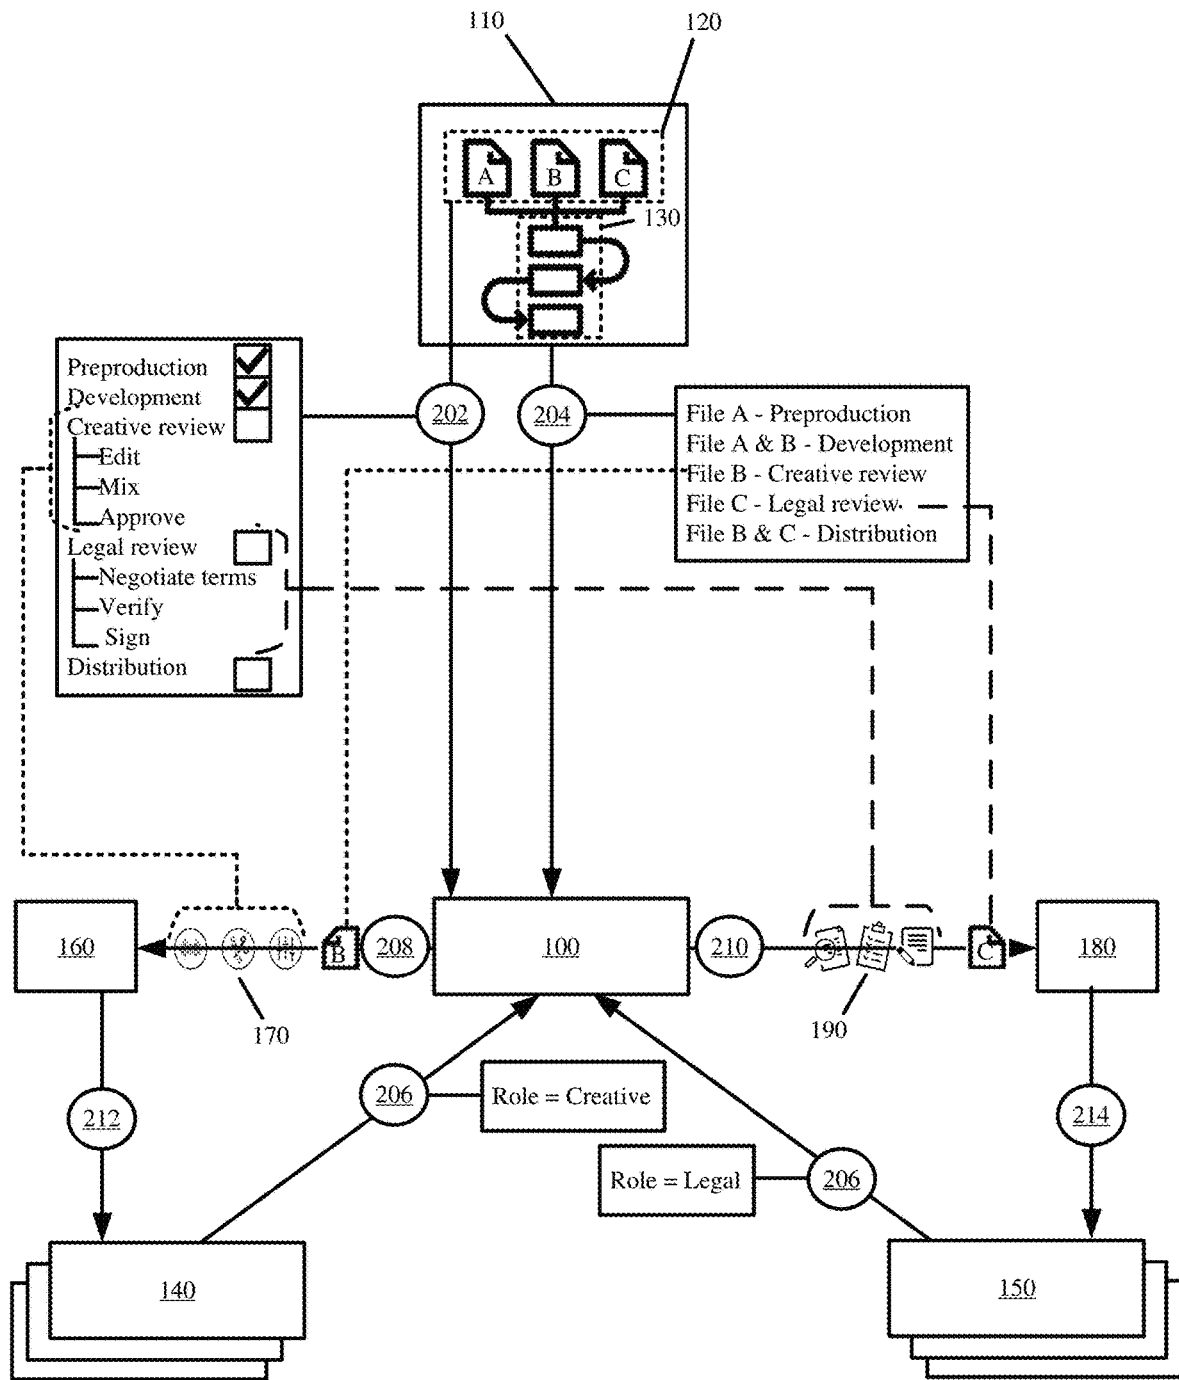 110
120
A B C
130
Preproduction
Development
Creative review
Edit
Mix
Approve
Legal review
Negotiate terms
Verify
Sign
Distribution
202
204
File A - Preproduction
File A & B - Development
File B - Creative review
File C - Legal review
File B & C - Distribution
160
B
208
100
210
C
180
170
190
212
206
Role = Creative
214
Role = Legal
206
140
150